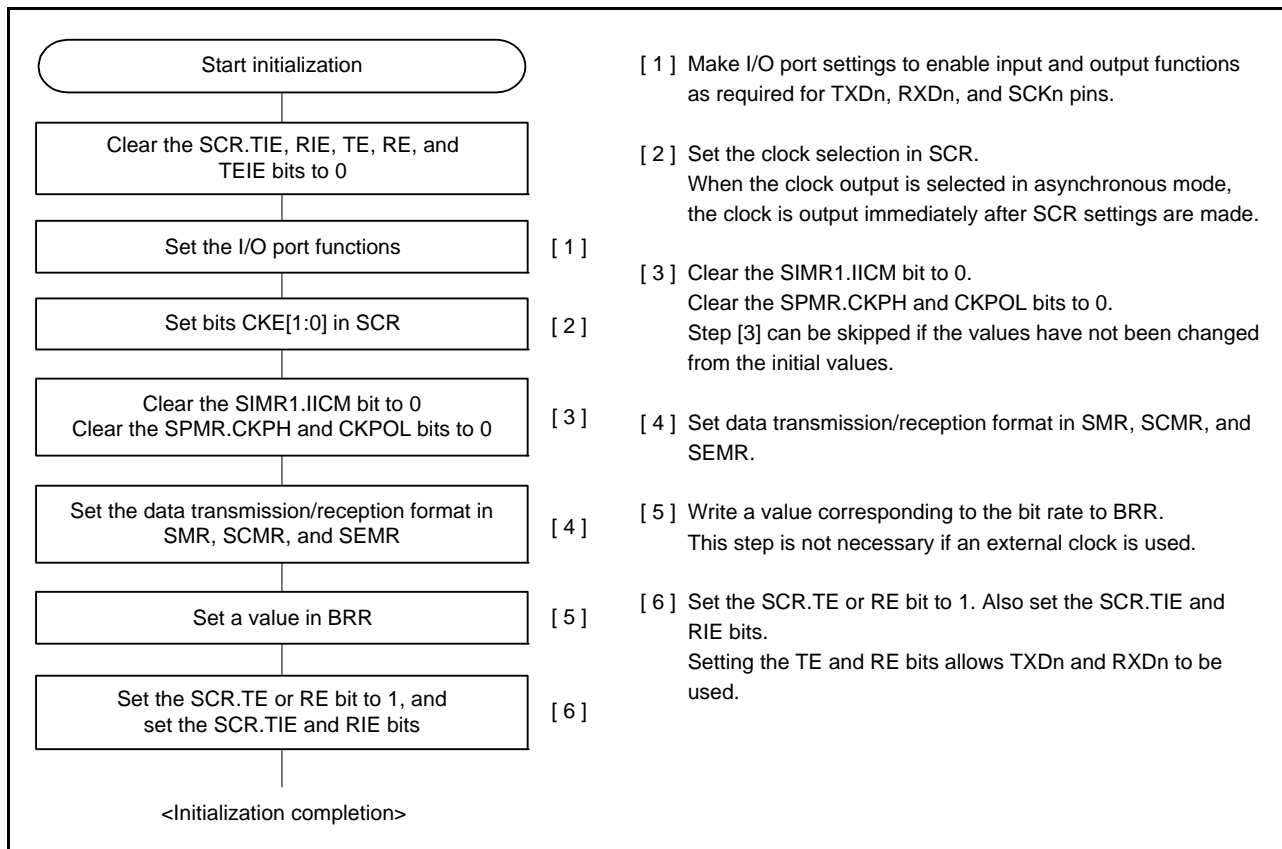 Start initialization
Clear the SCR.TIE, RIE, TE, RE, and
TEIE bits to 0
Set the I/O port functions
[ 1 ]
Set bits CKE[1:0] in SCR
[ 2 ]
Clear the SIMR1.IICM bit to 0
Clear the SPMR.CKPH and CKPOL bits to 0
[ 3 ]
Set the data transmission/reception format in
SMR, SCMR, and SEMR
[ 4 ]
Set a value in BRR
[ 5 ]
Set the SCR.TE or RE bit to 1, and
set the SCR.TIE and RIE bits
[ 6 ]
<Initialization completion>
[ 1 ] Make I/O port settings to enable input and output functions
as required for TXDn, RXDn, and SCKn pins.
[ 2 ] Set the clock selection in SCR.
When the clock output is selected in asynchronous mode,
the clock is output immediately after SCR settings are made.
[ 3 ] Clear the SIMR1.IICM bit to 0.
Clear the SPMR.CKPH and CKPOL bits to 0.
Step [3] can be skipped if the values have not been changed
from the initial values.
[ 4 ] Set data transmission/reception format in SMR, SCMR, and
SEMR.
[ 5 ] Write a value corresponding to the bit rate to BRR.
This step is not necessary if an external clock is used.
[ 6 ] Set the SCR.TE or RE bit to 1. Also set the SCR.TIE and
RIE bits.
Setting the TE and RE bits allows TXDn and RXDn to be
used.